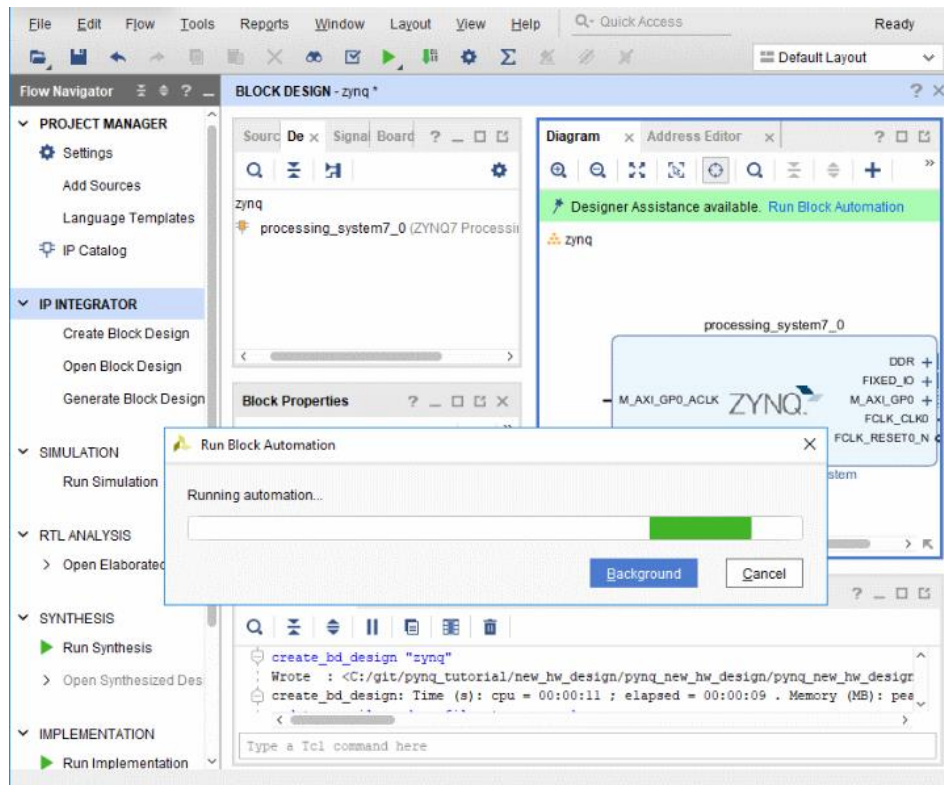 File Edit Flow Tools Reports Window Layout View Help Quick Access Ready
Default Layout
Flow Navigator
PROJECT MANAGER
Settings
Add Sources
Language Templates
IP Catalog
IP INTEGRATOR
Create Block Design
Open Block Design
Generate Block Design
SIMULATION
Run Simulation
RTL ANALYSIS
Open Elaborated
SYNTHESIS
Run Synthesis
Open Synthesized Des
IMPLEMENTATION
Run Implementation
BLOCK DESIGN - zynq *
Sourc De Signal Board
zynq
processing_system7_0 (ZYNQ7 Processin
Block Properties
Diagram Address Editor
Designer Assistance available. Run Block Automation
zynq
processing_system7_0
M_AXI_GP0_ACLK
ZYNQ
DDR
FIXED_IO
M_AXI_GP0
FCLK_CLK0
FCLK_RESET0_N
Run Block Automation
Running automation...
Background Cancel
create_bd_design "zynq"
Wrote : <C:/git/pynq_tutorial/new_hw_design/pynq_new_hw_design/pynq_new_hw_design
create_bd_design: Time (s): cpu = 00:00:11 ; elapsed = 00:00:09 . Memory (MB): pea
Type a Tcl command here